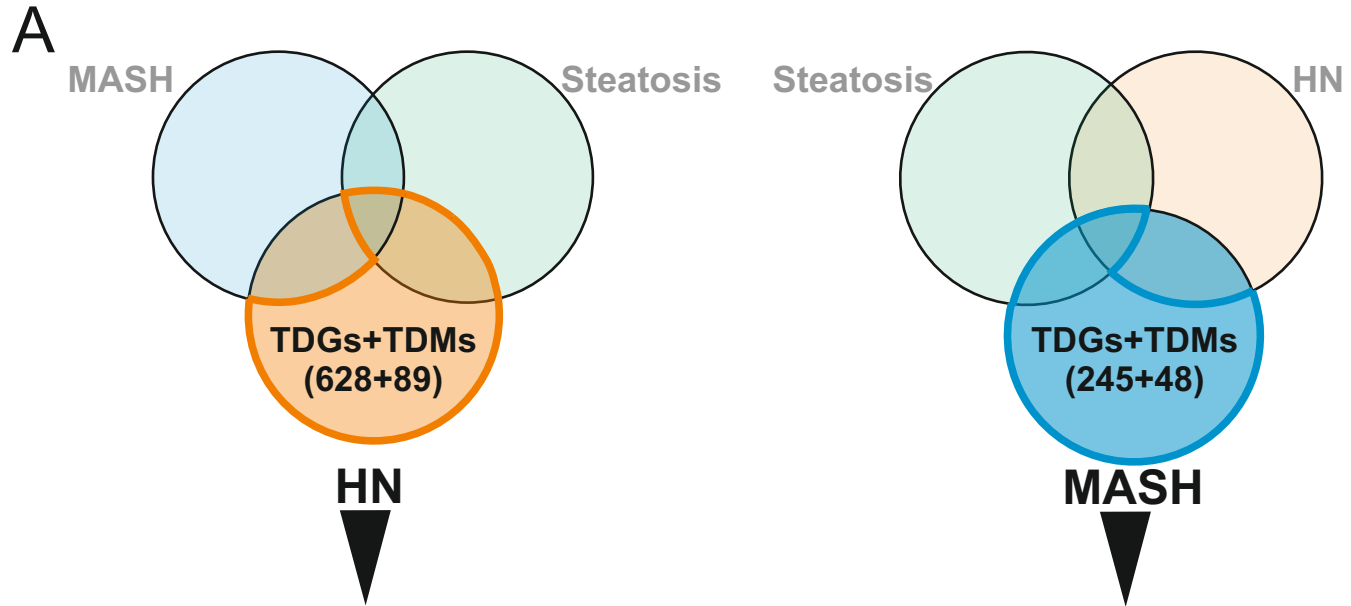 A
MASH
Steatosis
TDGs+TDMs
(628+89)
HN
Steatosis
HN
TDGs+TDMs
(245+48)
MASH